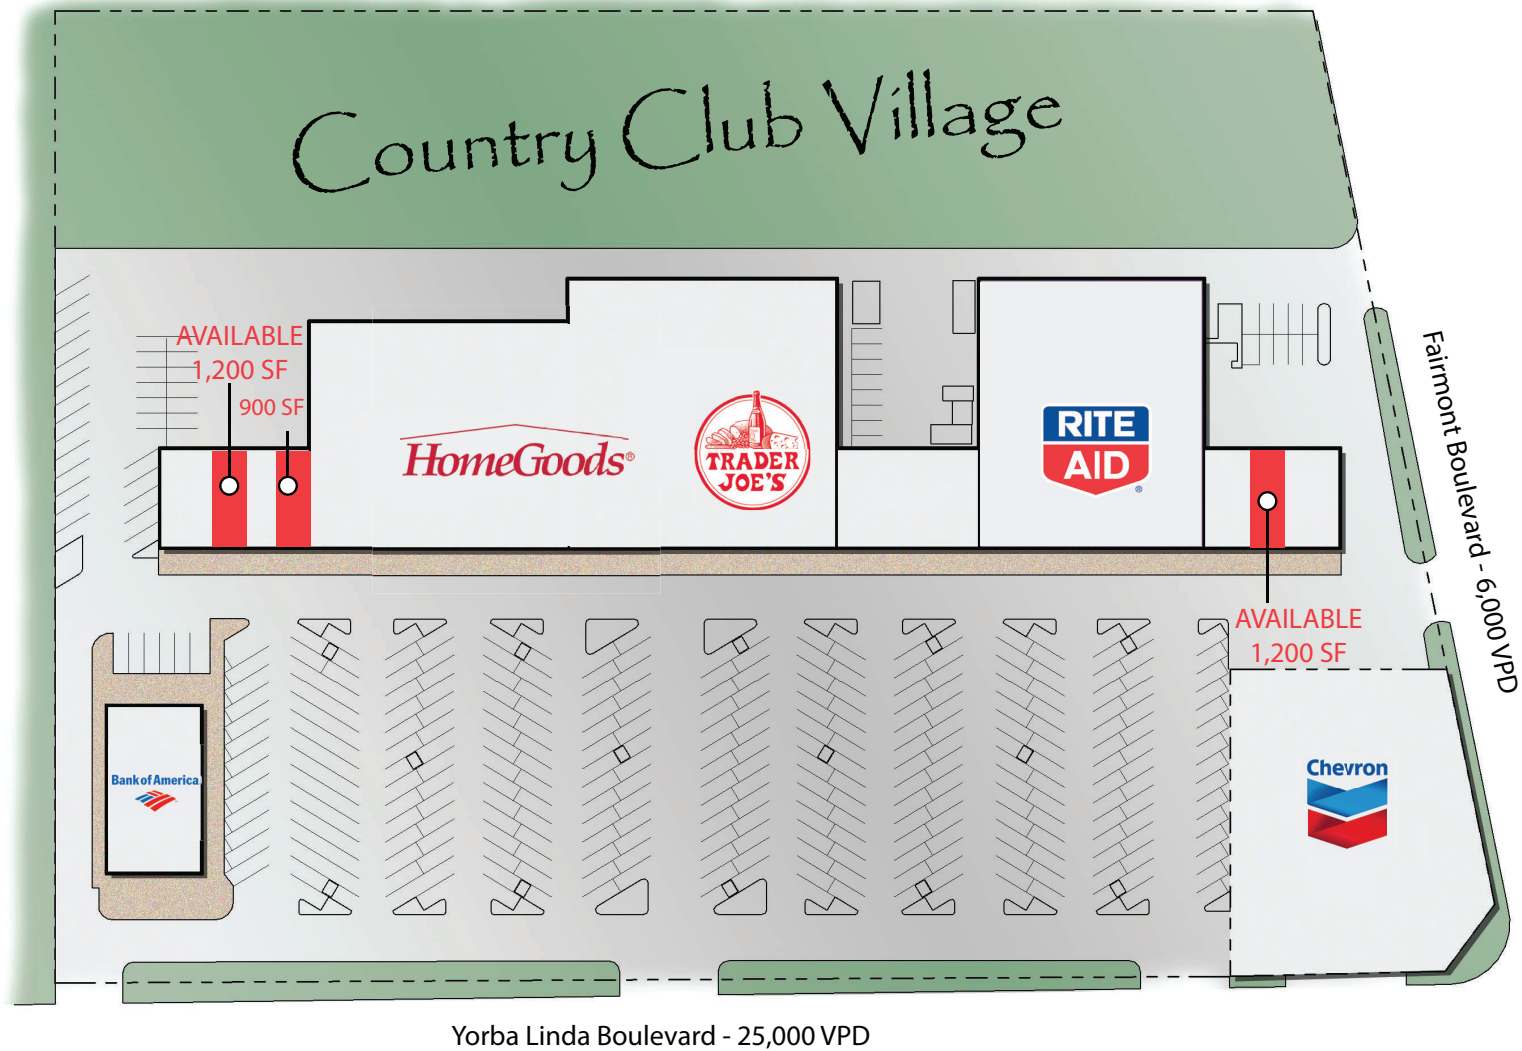 Country Club Village
AVAILABLE
1,200 SF
900 SF
HomeGoods®
TRADER
JOE'S
RITE
AID
®
Fairmont Boulevard - 6,000 VPD
AVAILABLE
1,200 SF
Bank of America
Chevron
Yorba Linda Boulevard - 25,000 VPD